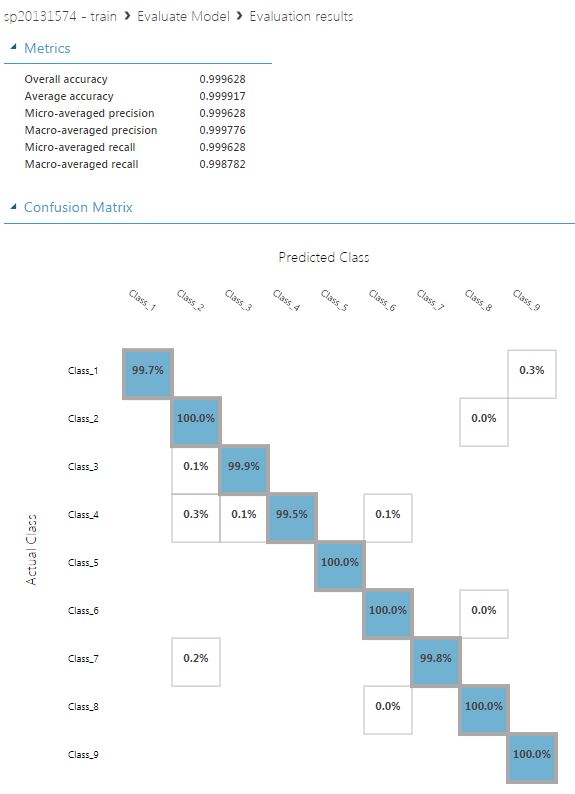 sp20131574 - train > Evaluate Model > Evaluation results
Metrics
Overall accuracy 0.999628
Average accuracy 0.999917
Micro-averaged precision 0.999628
Macro-averaged precision 0.999776
Micro-averaged recall 0.999628
Macro-averaged recall 0.998782
Confusion Matrix
Predicted Class
Class_1 Class_2 Class_3 Class_4 Class_5 Class_6 Class_7 Class_8 Class_9
Actual Class
Class_1 99.7% 0.3%
Class_2 100.0% 0.0%
Class_3 0.1% 99.9%
Class_4 0.3% 0.1% 99.5% 0.1%
Class_5 100.0%
Class_6 100.0% 0.0%
Class_7 0.2% 99.8%
Class_8 0.0% 100.0%
Class_9 100.0%